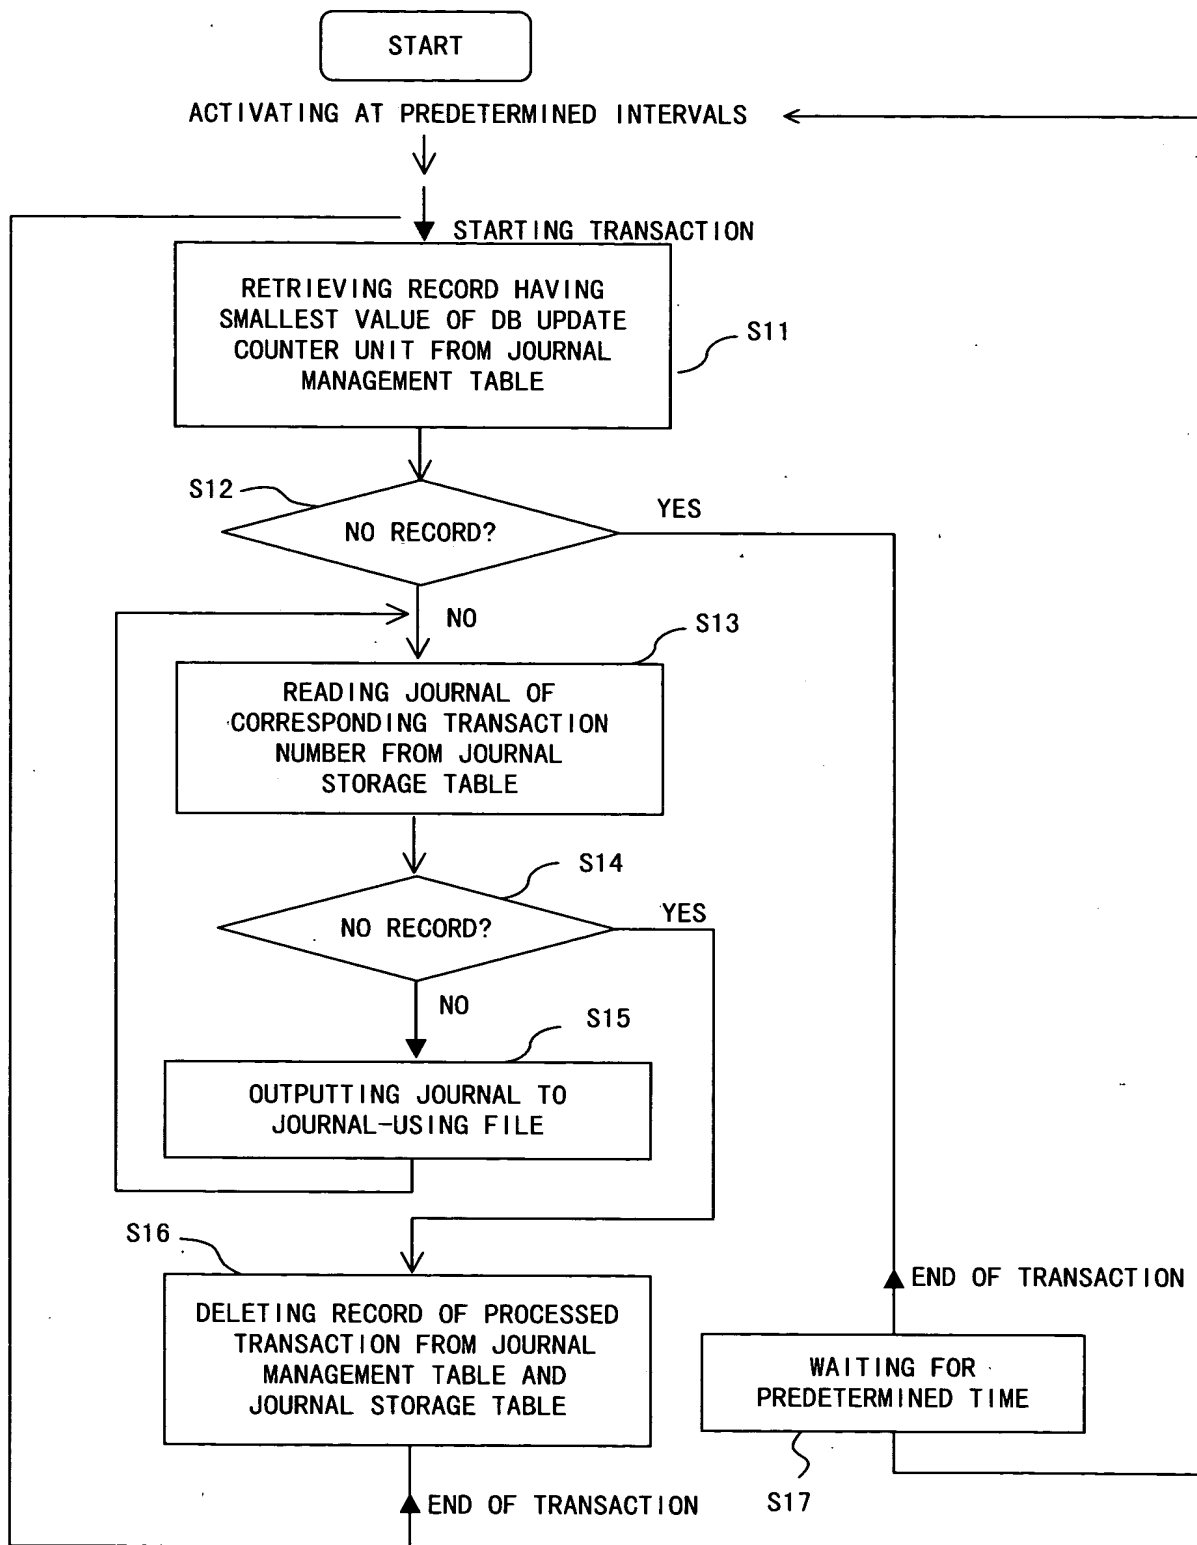 START
ACTIVATING AT PREDETERMINED INTERVALS
STARTING TRANSACTION
RETRIEVING RECORD HAVING
SMALLEST VALUE OF DB UPDATE
COUNTER UNIT FROM JOURNAL
MANAGEMENT TABLE
S11
S12
NO RECORD?
YES
NO
S13
READING JOURNAL OF
CORRESPONDING TRANSACTION
NUMBER FROM JOURNAL
STORAGE TABLE
S14
NO RECORD?
YES
NO
S15
OUTPUTTING JOURNAL TO
JOURNAL-USING FILE
S16
DELETING RECORD OF PROCESSED
TRANSACTION FROM JOURNAL
MANAGEMENT TABLE AND
JOURNAL STORAGE TABLE
END OF TRANSACTION
WAITING FOR
PREDETERMINED TIME
S17
END OF TRANSACTION